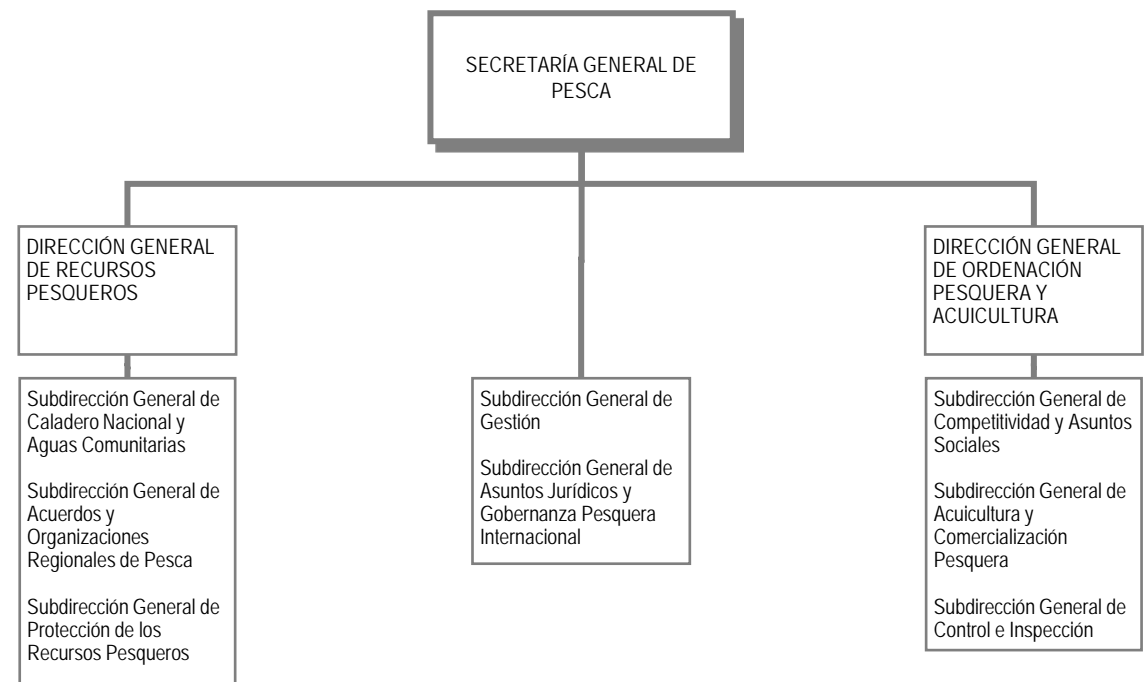 SECRETARÍA GENERAL DE
PESCA
DIRECCIÓN GENERAL
DE RECURSOS
PESQUEROS
DIRECCIÓN GENERAL
DE ORDENACIÓN
PESQUERA Y
ACUICULTURA
Subdirección General de
Caladero Nacional y
Aguas Comunitarias
Subdirección General de
Acuerdos y
Organizaciones
Regionales de Pesca
Subdirección General de
Protección de los
Recursos Pesqueros
Subdirección General de
Gestión
Subdirección General de
Asuntos Jurídicos y
Gobernanza Pesquera
Internacional
Subdirección General de
Competitividad y Asuntos
Sociales
Subdirección General de
Acuicultura y
Comercialización
Pesquera
Subdirección General de
Control e Inspección